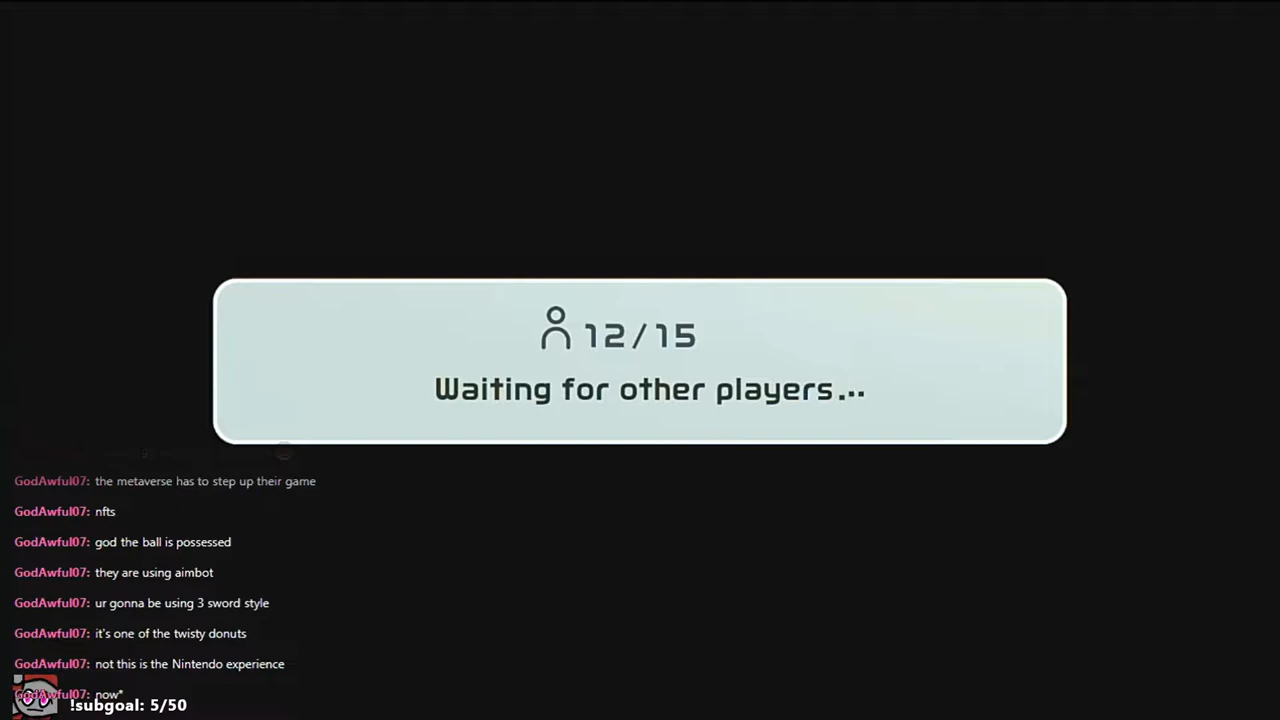 12/15
Waiting for other players...
GodAwful07: the metaverse has to step up their game
GodAwful07: nfts
GodAwful07: god the ball is possessed
GodAwful07: they are using aimbot
GodAwful07: ur gonna be using 3 sword style
GodAwful07: it's one of the twisty donuts
GodAwful07: not this is the Nintendo experience
GodAwful07: now*
!subgoal: 5/50